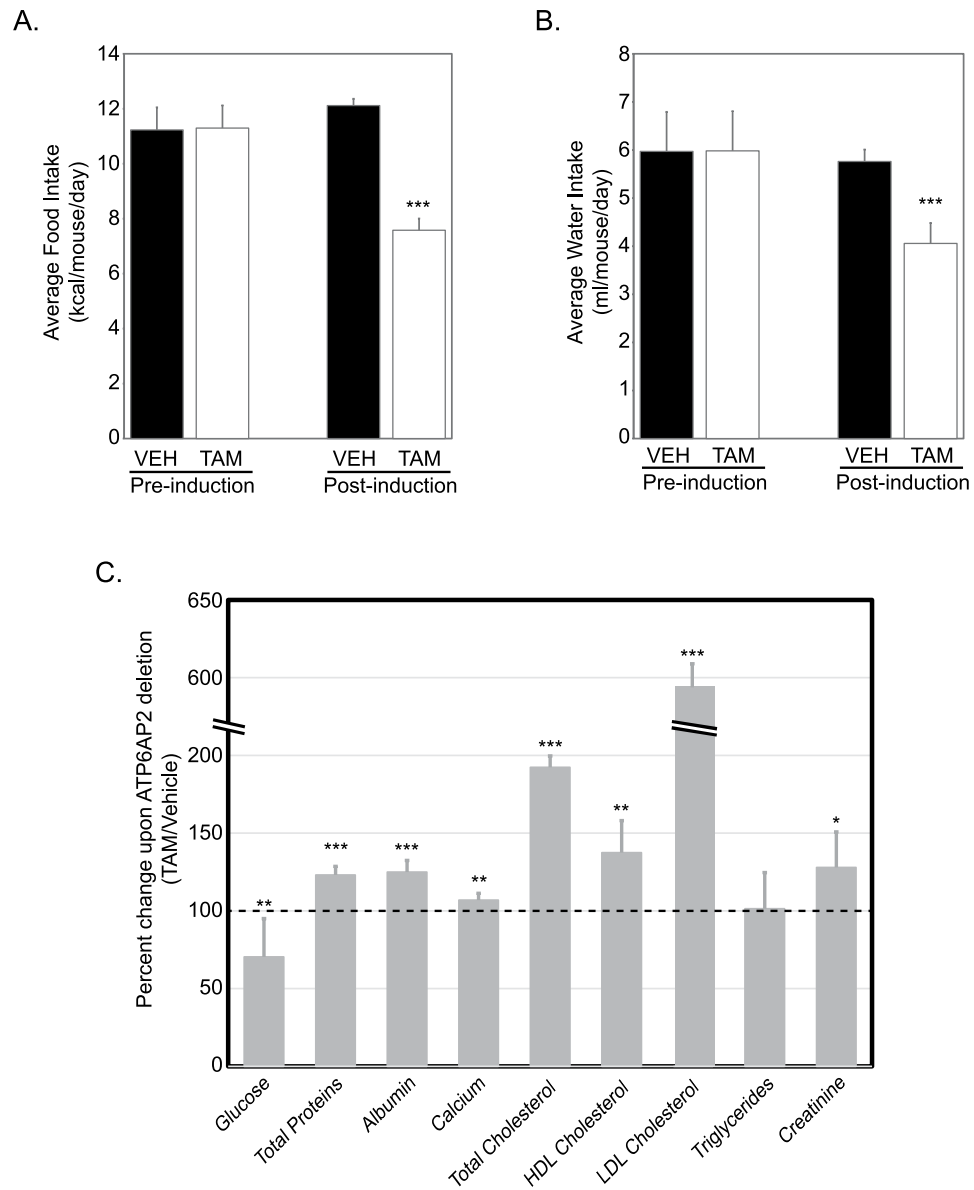 A.
Average Food Intake
(kcal/mouse/day)
14
12
10
8
6
4
2
0
***
VEH TAM VEH TAM
Pre-induction Post-induction
B.
Average Water Intake
(ml/mouse/day)
8
7
6
5
4
3
2
1
0
***
VEH TAM VEH TAM
Pre-induction Post-induction
C.
Percent change upon ATP6AP2 deletion
(TAM/Vehicle)
650
600
200
150
100
50
0
** *** *** ** *** ** *** *
Glucose
Total Proteins
Albumin
Calcium
Total Cholesterol
HDL Cholesterol
LDL Cholesterol
Triglycerides
Creatinine